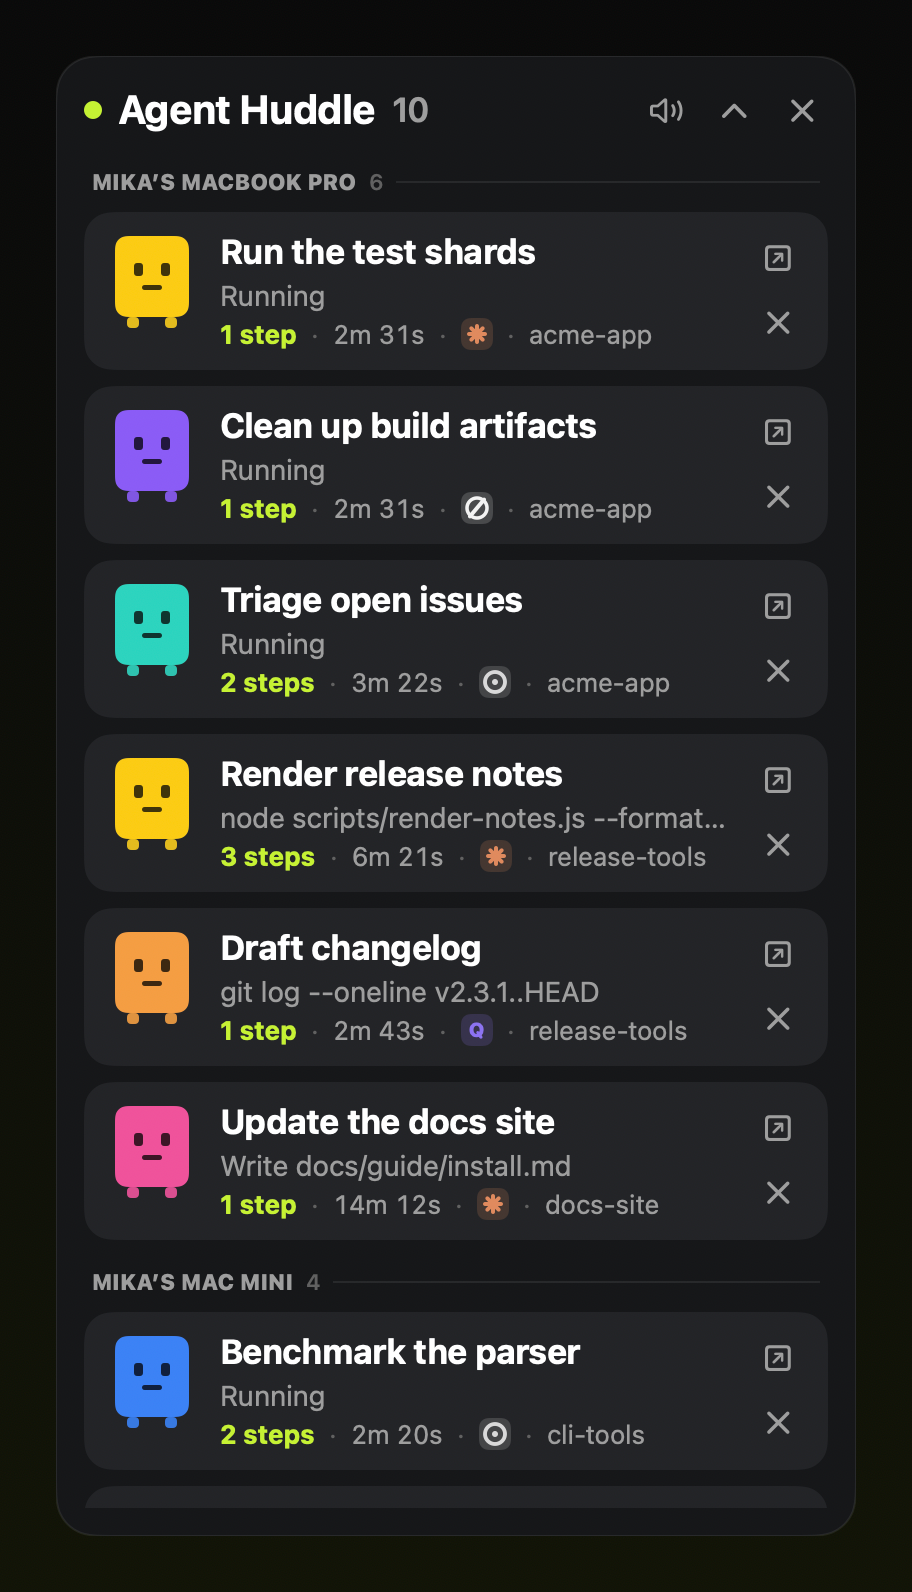 Agent Huddle 10
MIKA’S MACBOOK PRO 6
Run the test shards
Running
1 step · 2m 31s · acme-app
Clean up build artifacts
Running
1 step · 2m 31s · acme-app
Triage open issues
Running
2 steps · 3m 22s · acme-app
Render release notes
node scripts/render-notes.js --format...
3 steps · 6m 21s · release-tools
Draft changelog
git log --oneline v2.3.1..HEAD
1 step · 2m 43s · Q · release-tools
Update the docs site
Write docs/guide/install.md
1 step · 14m 12s · docs-site
MIKA’S MAC MINI 4
Benchmark the parser
Running
2 steps · 2m 20s · cli-tools